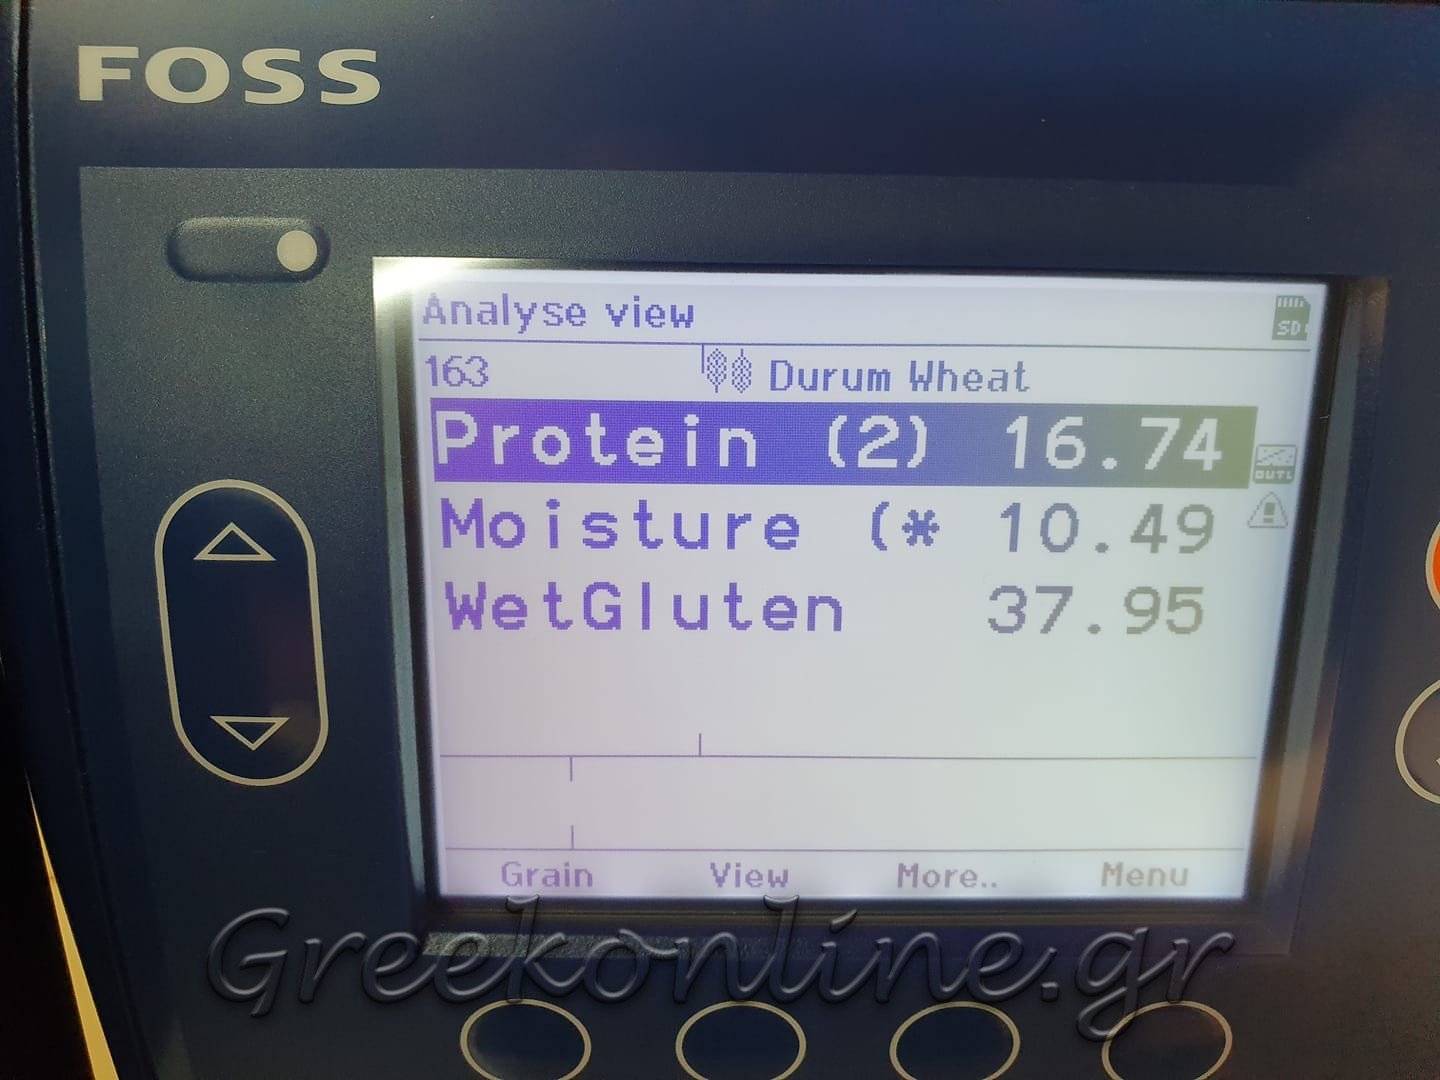 FOSS
Analyse view
SD
163 Durum Wheat
Protein (2) 16.74
OUTL
Moisture (* 10.49
WetGluten 37.95
Grain View More.. Menu
Greekonline.gr